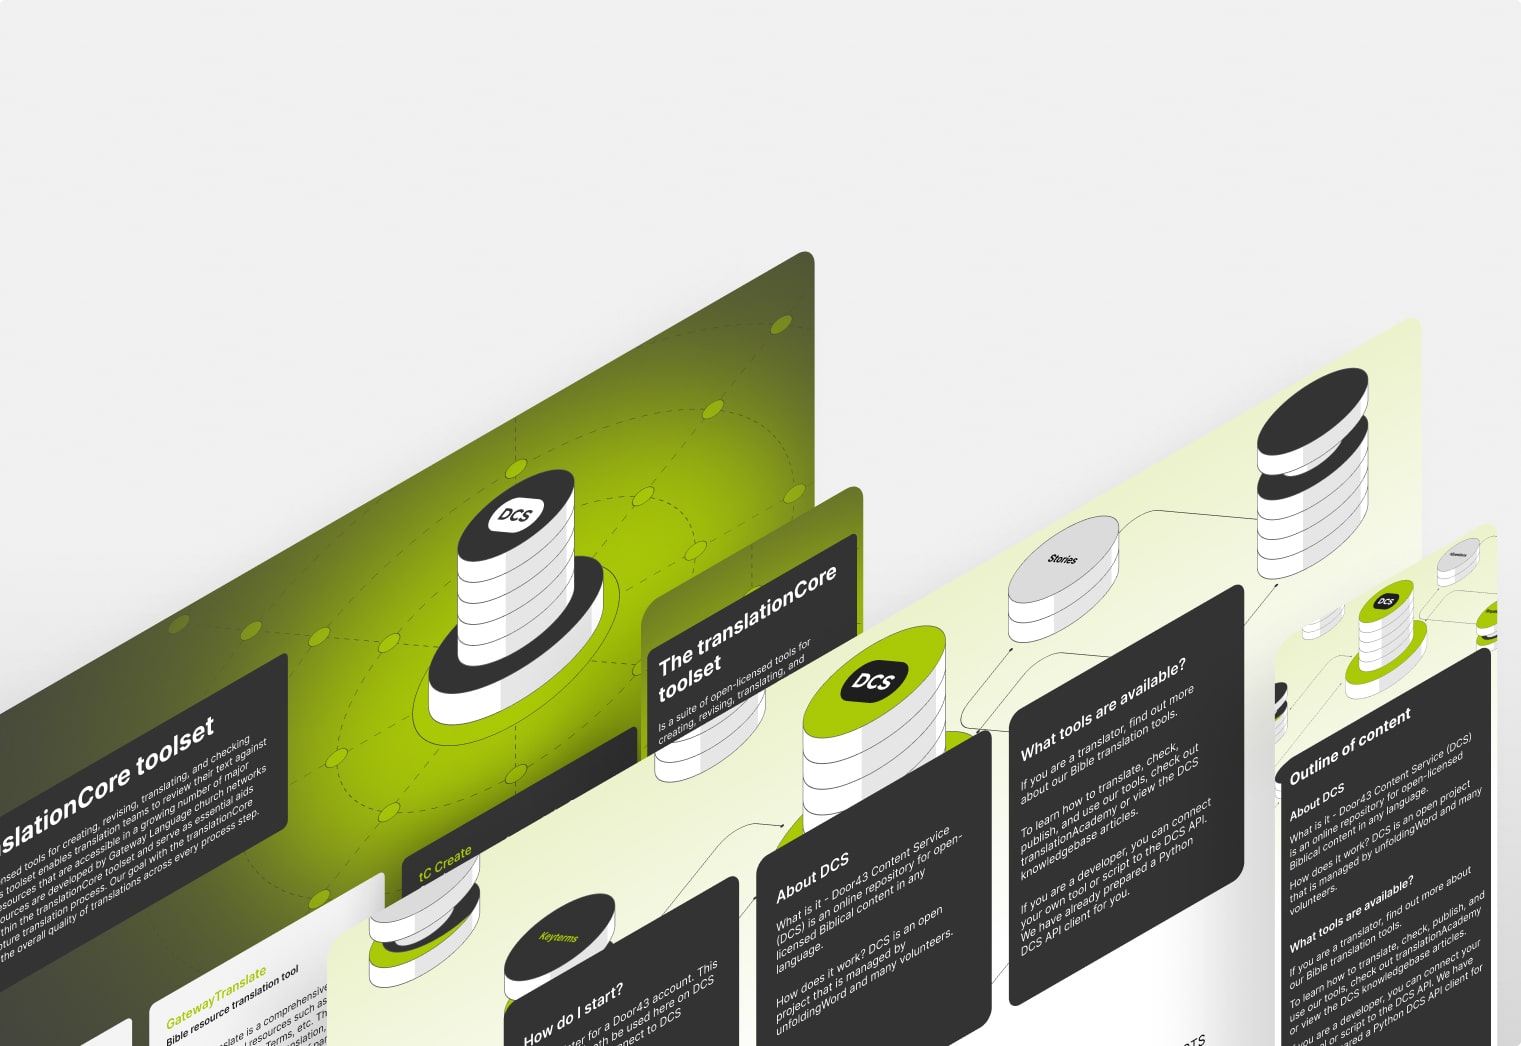 DCS
slationCore toolset
nsed tools for creating, revising, translating, and checking
s toolset enables translation teams to review their text against
sources that are accessible in a growing number of major
ources are developed by Gateway Language church networks
thin the translationCore toolset and serve as essential aids
pture translation process. Our goal with the translationCore
the overall quality of translations across every process step.
GatewayTranslate
Bible resource translation tool
slate is a comprehensive
resources such as
Terms, etc. Th
nslation,
The translationCore
toolset
Is a suite of open-licensed tools for
creating, revising, translating, and
tC Create
Keyterms
How do I start?
ter for a Door43 account. This
oth be used here on DCS
nnect to DCS
DCS
About DCS
What is it - Door43 Content Service
(DCS) is an online repository for open-
licensed Biblical content in any
language.
How does it work? DCS is an open
project that is managed by
unfoldingWord and many volunteers.
Stories
What tools are available?
If you are a translator, find out more
about our Bible translation tools.
To learn how to translate, check,
publish, and use our tools, check out
translationAcademy or view the DCS
knowledgebase articles.
If you are a developer, you can connect
your own tool or script to the DCS API.
We have already prepared a Python
DCS API client for you.
DCS
Outline of content
About DCS
What is it - Door43 Content Service (DCS)
is an online repository for open-licensed
Biblical content in any language.
How does it work? DCS is an open project
that is managed by unfoldingWord and many
volunteers.
What tools are available?
If you are a translator, find out more about
our Bible translation tools.
To learn how to translate, check, publish, and
use our tools, check out translationAcademy
or view the DCS knowledgebase articles.
you are a developer, you can connect your
tool or script to the DCS API. We have
ared a Python DCS API client for